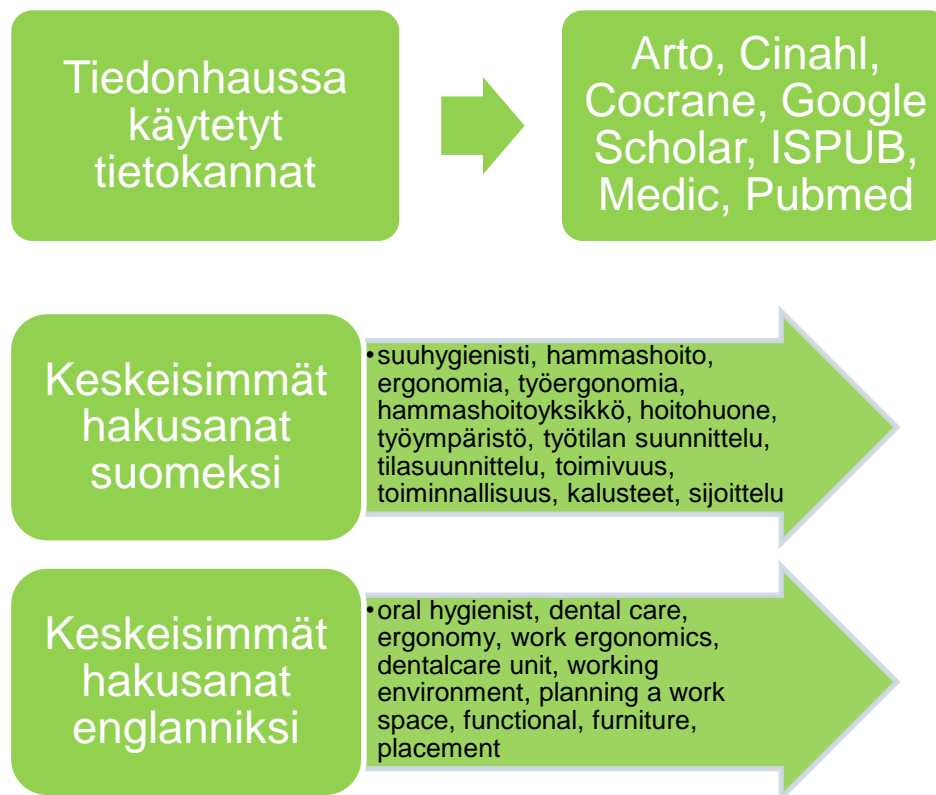 Tiedonhaussa
käytetyt
tietokannat
Arto, Cinahl,
Cocrane, Google
Scholar, ISPUB,
Medic, Pubmed
Keskeisimmät
hakusanat
suomeksi
•suuhygienisti, hammashoito,
ergonomia, työergonomia,
hammashoitoyksikkö, hoitohuone,
työympäristö, työtilan suunnittelu,
tilasuunnittelu, toimivuus,
toiminnallisuus, kalusteet, sijoittelu
Keskeisimmät
hakusanat
englanniksi
•oral hygienist, dental care,
ergonomy, work ergonomics,
dentalcare unit, working
environment, planning a work
space, functional, furniture,
placement